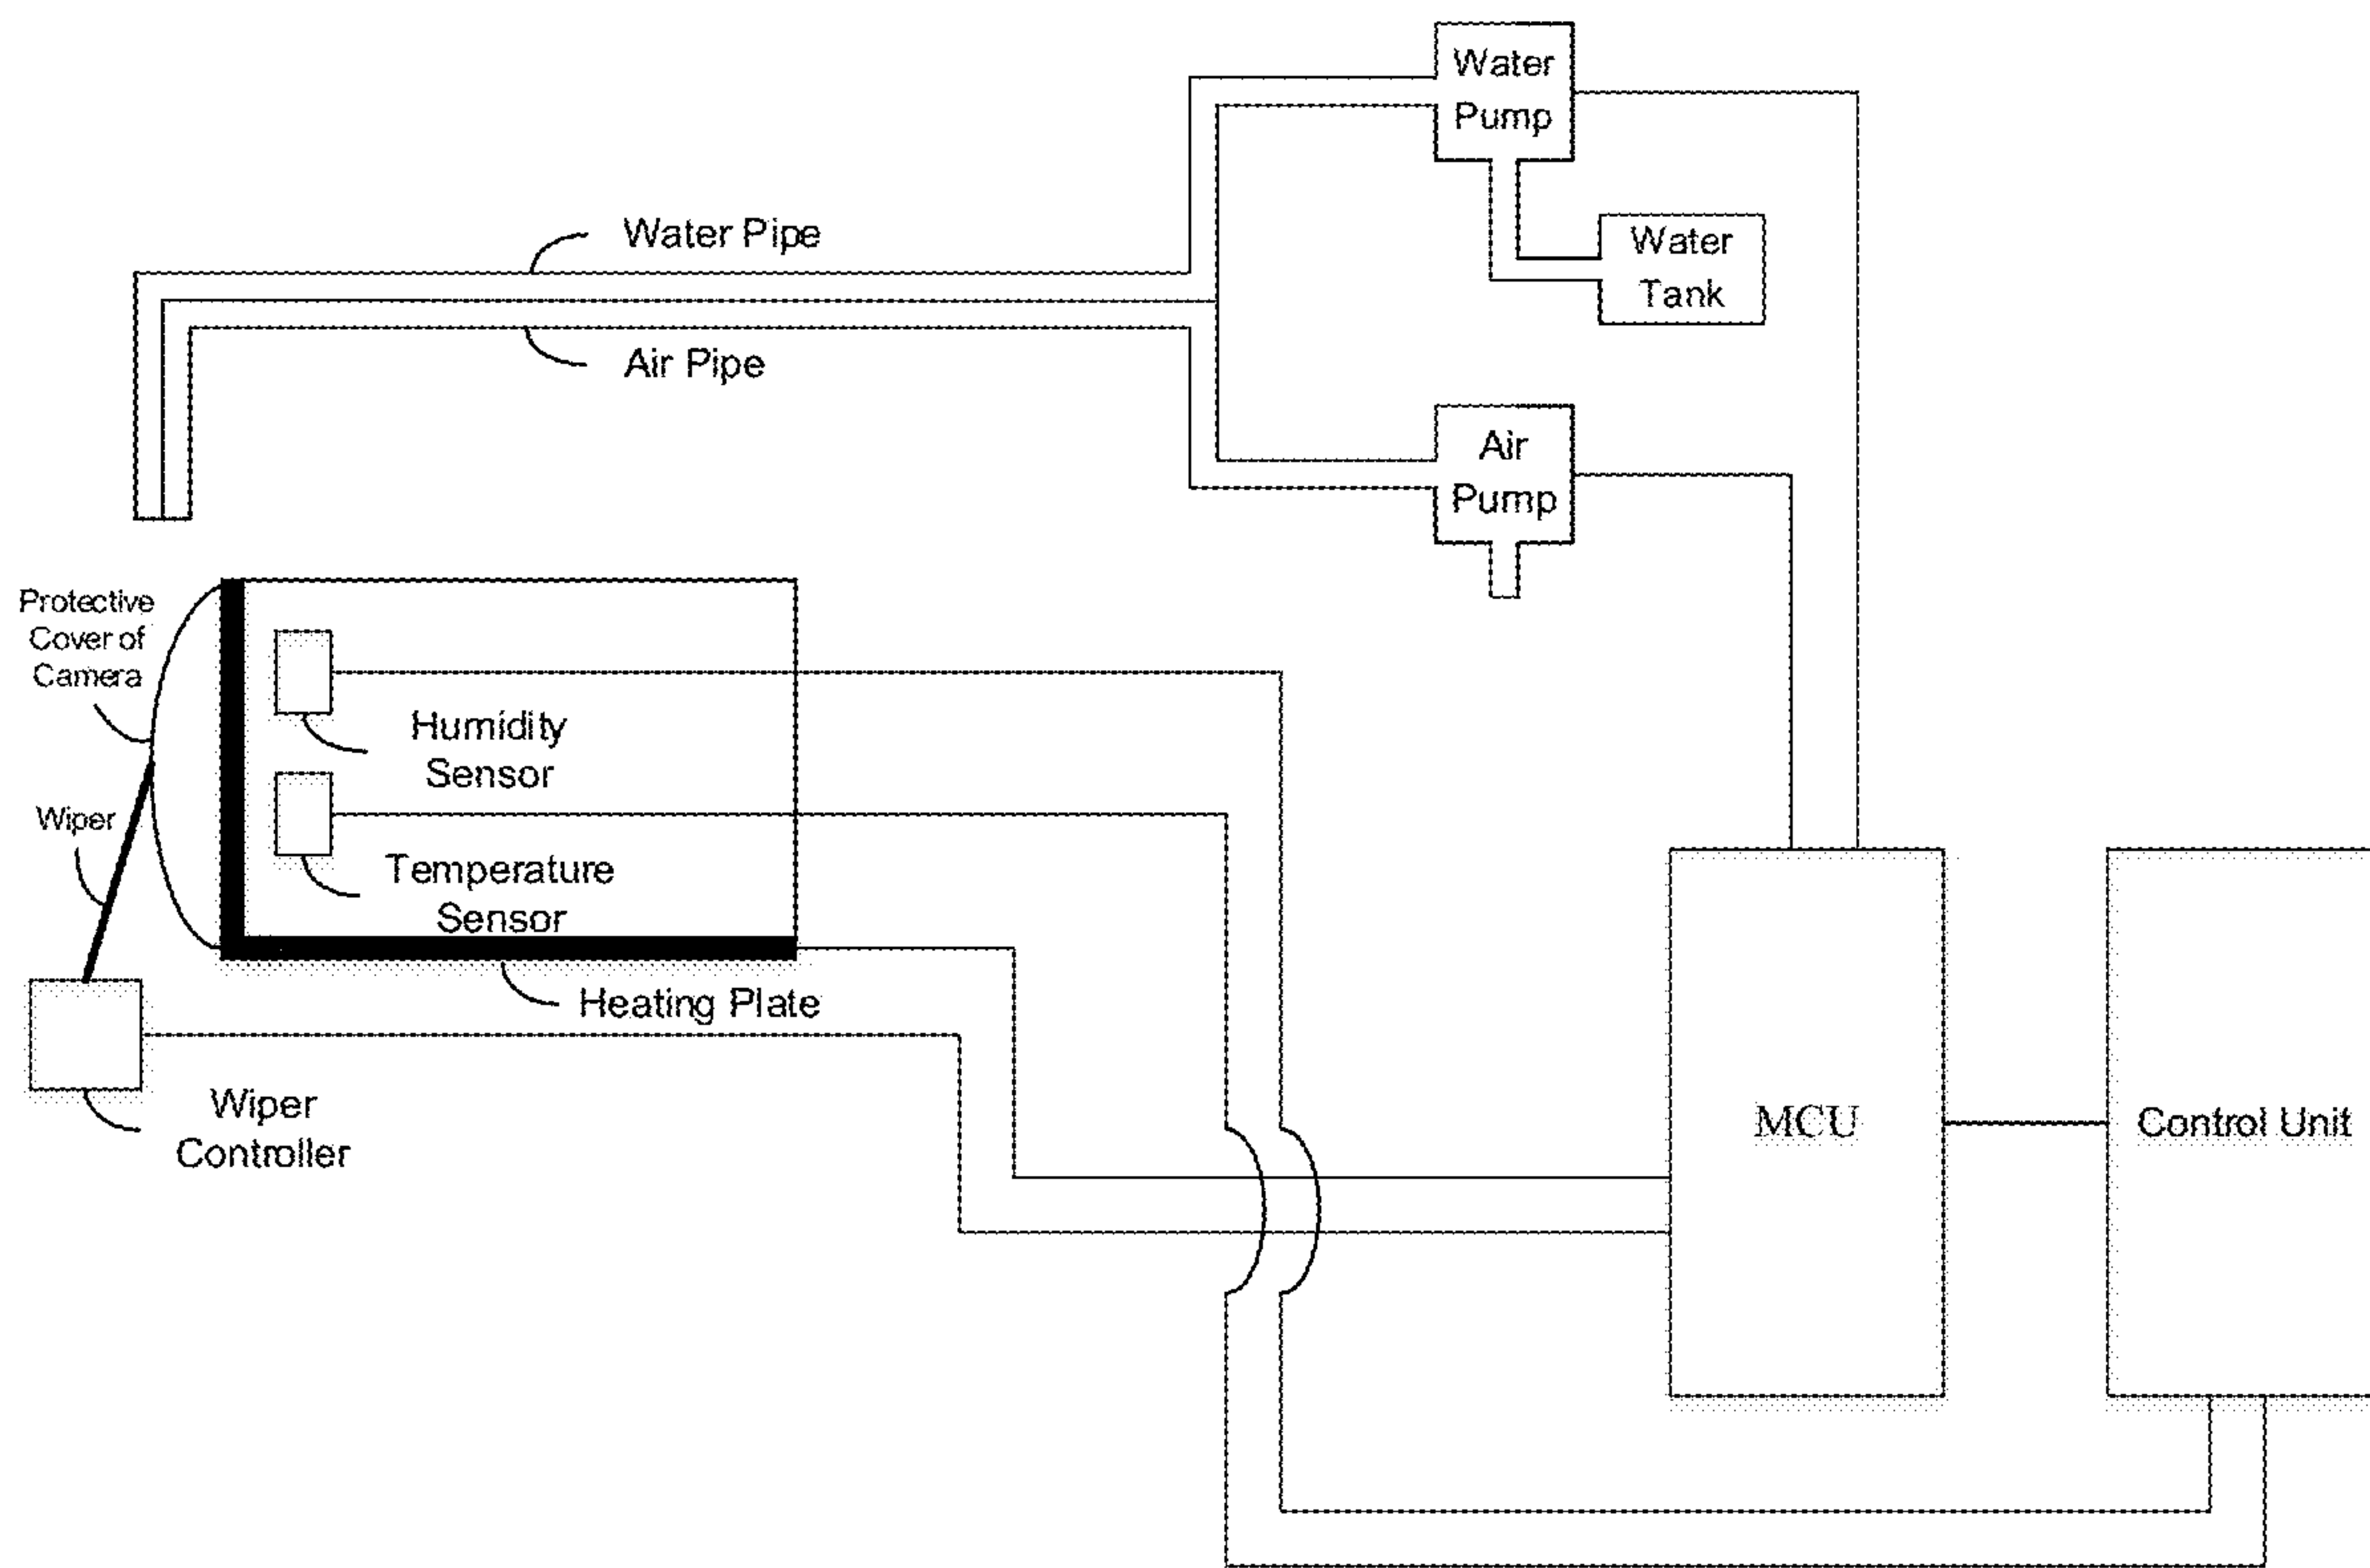 Water
Pump
Water Pipe
Water
Tank
Air Pipe
Air
Pump
Protective
Cover of
Camera
Humidity
Sensor
Wiper
Temperature
Sensor
Heating Plate
Wiper
Controller
MCU
Control Unit